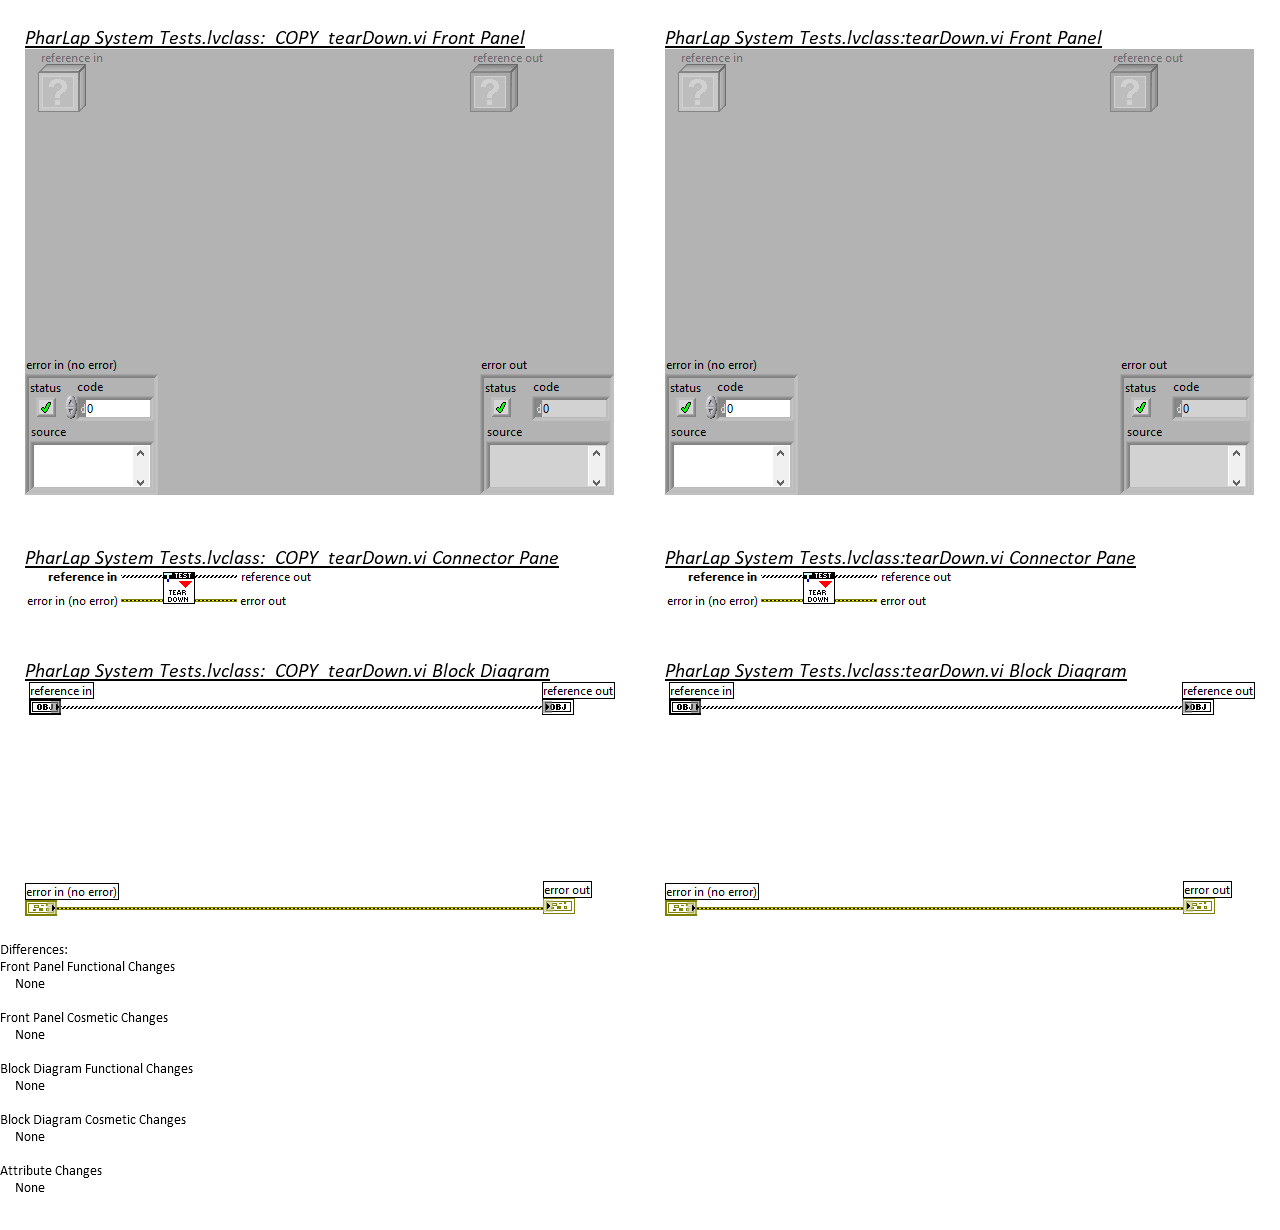 PharLap System Tests.lvclass:_COPY_tearDown.vi Front Panel
PharLap System Tests.lvclass:tearDown.vi Front Panel
reference in
reference out
reference in
reference out
?
?
?
?
error in (no error)
error out
error in (no error)
error out
status code
status code
status code
status code
d 0
d 0
d 0
d 0
source
source
source
source
PharLap System Tests.lvclass:_COPY_tearDown.vi Connector Pane
PharLap System Tests.lvclass:tearDown.vi Connector Pane
reference in
TEST
reference out
reference in
TEST
reference out
error in (no error)
TEAR
DOWN
error out
error in (no error)
TEAR
DOWN
error out
PharLap System Tests.lvclass:_COPY_tearDown.vi Block Diagram
PharLap System Tests.lvclass:tearDown.vi Block Diagram
reference in
reference out
reference in
reference out
OBJ
OBJ
OBJ
OBJ
error in (no error)
error out
error in (no error)
error out
Differences:
Front Panel Functional Changes
None
Front Panel Cosmetic Changes
None
Block Diagram Functional Changes
None
Block Diagram Cosmetic Changes
None
Attribute Changes
None